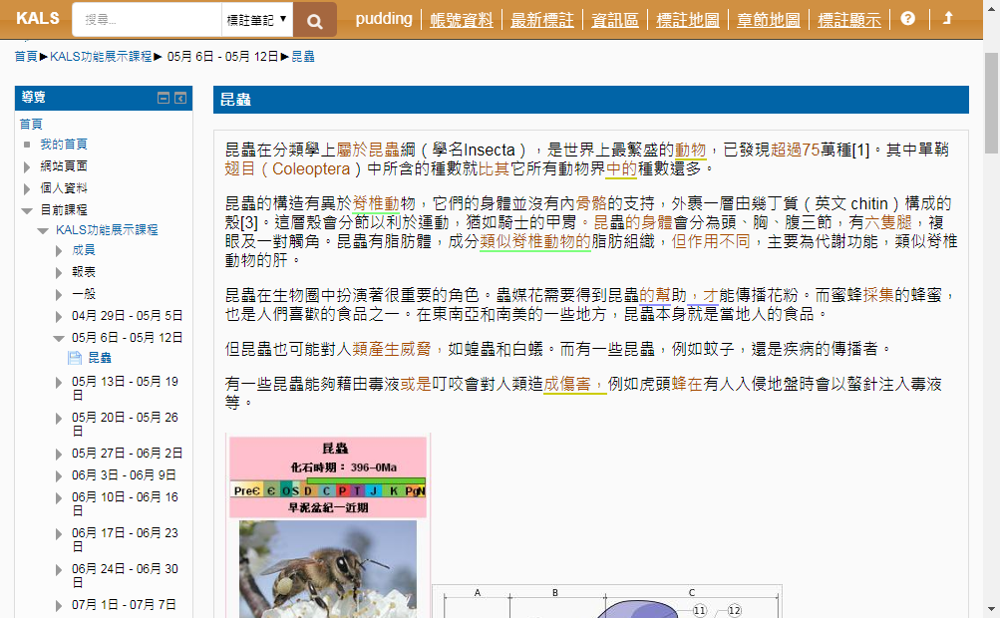 KALS 搜尋... 標註筆記 ▼ pudding 帳號資料 最新標註 資訊區 標註地圖 章節地圖 標註顯示
首頁 ▶ KALS功能展示課程 ▶ 05月 6日 - 05月 12日 ▶ 昆蟲
導覽
首頁
我的首頁
網站頁面
個人資料
目前課程
KALS功能展示課程
成員
報表
一般
04月 29日 - 05月 5日
05月 6日 - 05月 12日
昆蟲
05月 13日 - 05月 19
日
05月 20日 - 05月 26
日
05月 27日 - 06月 2日
06月 3日 - 06月 9日
06月 10日 - 06月 16
日
06月 17日 - 06月 23
日
06月 24日 - 06月 30
日
07月 1日 - 07月 7日
昆蟲
昆蟲在分類學上屬於昆蟲綱（學名Insecta），是世界上最繁盛的動物，已發現超過75萬種[1]。其中單鞘
翅目（Coleoptera）中所含的種數就比其它所有動物界中的種數還多。
昆蟲的構造有異於脊椎動物，它們的身體並沒有內骨骼的支持，外裹一層由幾丁質（英文 chitin）構成的
殼[3]。這層殼會分節以利於運動，猶如騎士的甲冑。昆蟲的身體會分為頭、胸、腹三節，有六隻腿，複
眼及一對觸角。昆蟲有脂肪體，成分類似脊椎動物的脂肪組織，但作用不同，主要為代謝功能，類似脊椎
動物的肝。
昆蟲在生物圈中扮演著很重要的角色。蟲媒花需要得到昆蟲的幫助，才能傳播花粉。而蜜蜂採集的蜂蜜，
也是人們喜歡的食品之一。在東南亞和南美的一些地方，昆蟲本身就是當地人的食品。
但昆蟲也可能對人類產生威脅，如蝗蟲和白蟻。而有一些昆蟲，例如蚊子，還是疾病的傳播者。
有一些昆蟲能夠藉由毒液或是叮咬會對人類造成傷害，例如虎頭蜂在有人入侵地盤時會以螫針注入毒液
等。
昆蟲
化石時期：396–0Ma
PreЄ Є O S D C P T J K PgN
早泥盆紀—近期
A B C
11 12